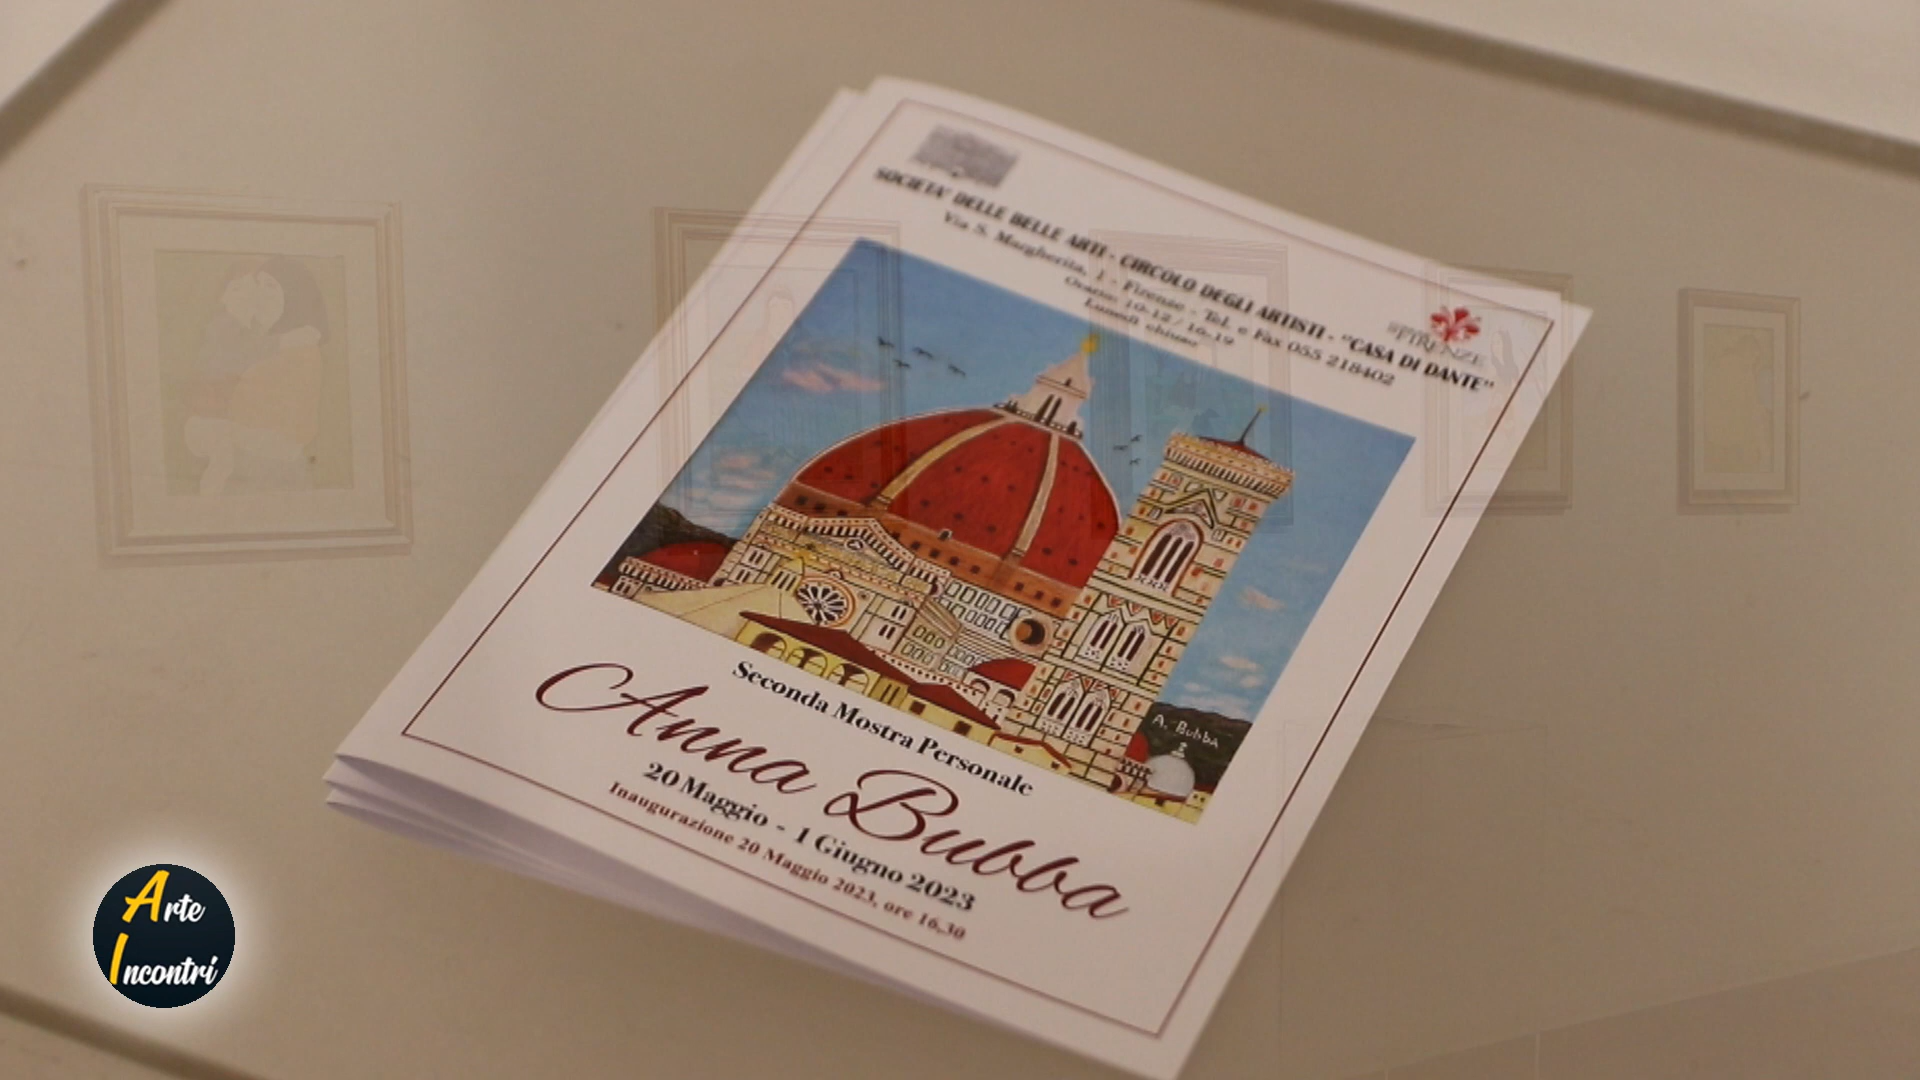 SOCIETA' DELLE BELLE ARTI - CIRCOLO DEGLI ARTISTI - "CASA DI DANTE"
Via S. Margherita, 1 - Firenze - Tel. e Fax 055 218402
Orario: 10-12 / 16-19
Lunedì chiuso
FIRENZE
A. Bubba
Seconda Mostra Personale
Anna Bubba
20 Maggio - 1 Giugno 2023
Inaugurazione 20 Maggio 2023, ore 16,30
Arte
Incontri